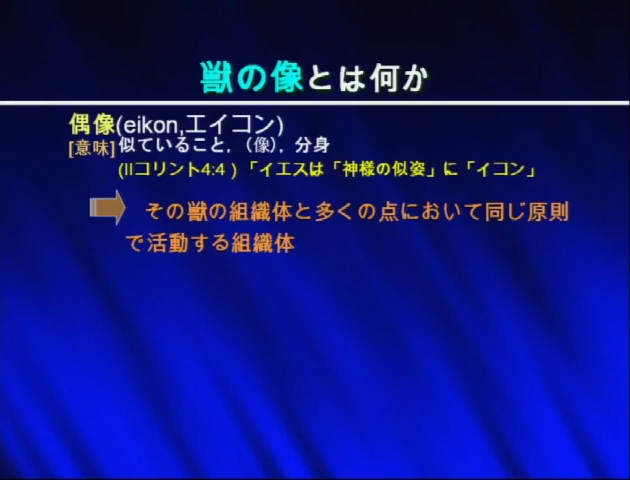 獣の像とは何か
偶像(eikon,エイコン)
[意味]似ていること,（像）, 分身
(IIコリント4:4 ) 「イエスは「神様の似姿」に「イコン」
その獣の組織体と多くの点において同じ原則
で活動する組織体